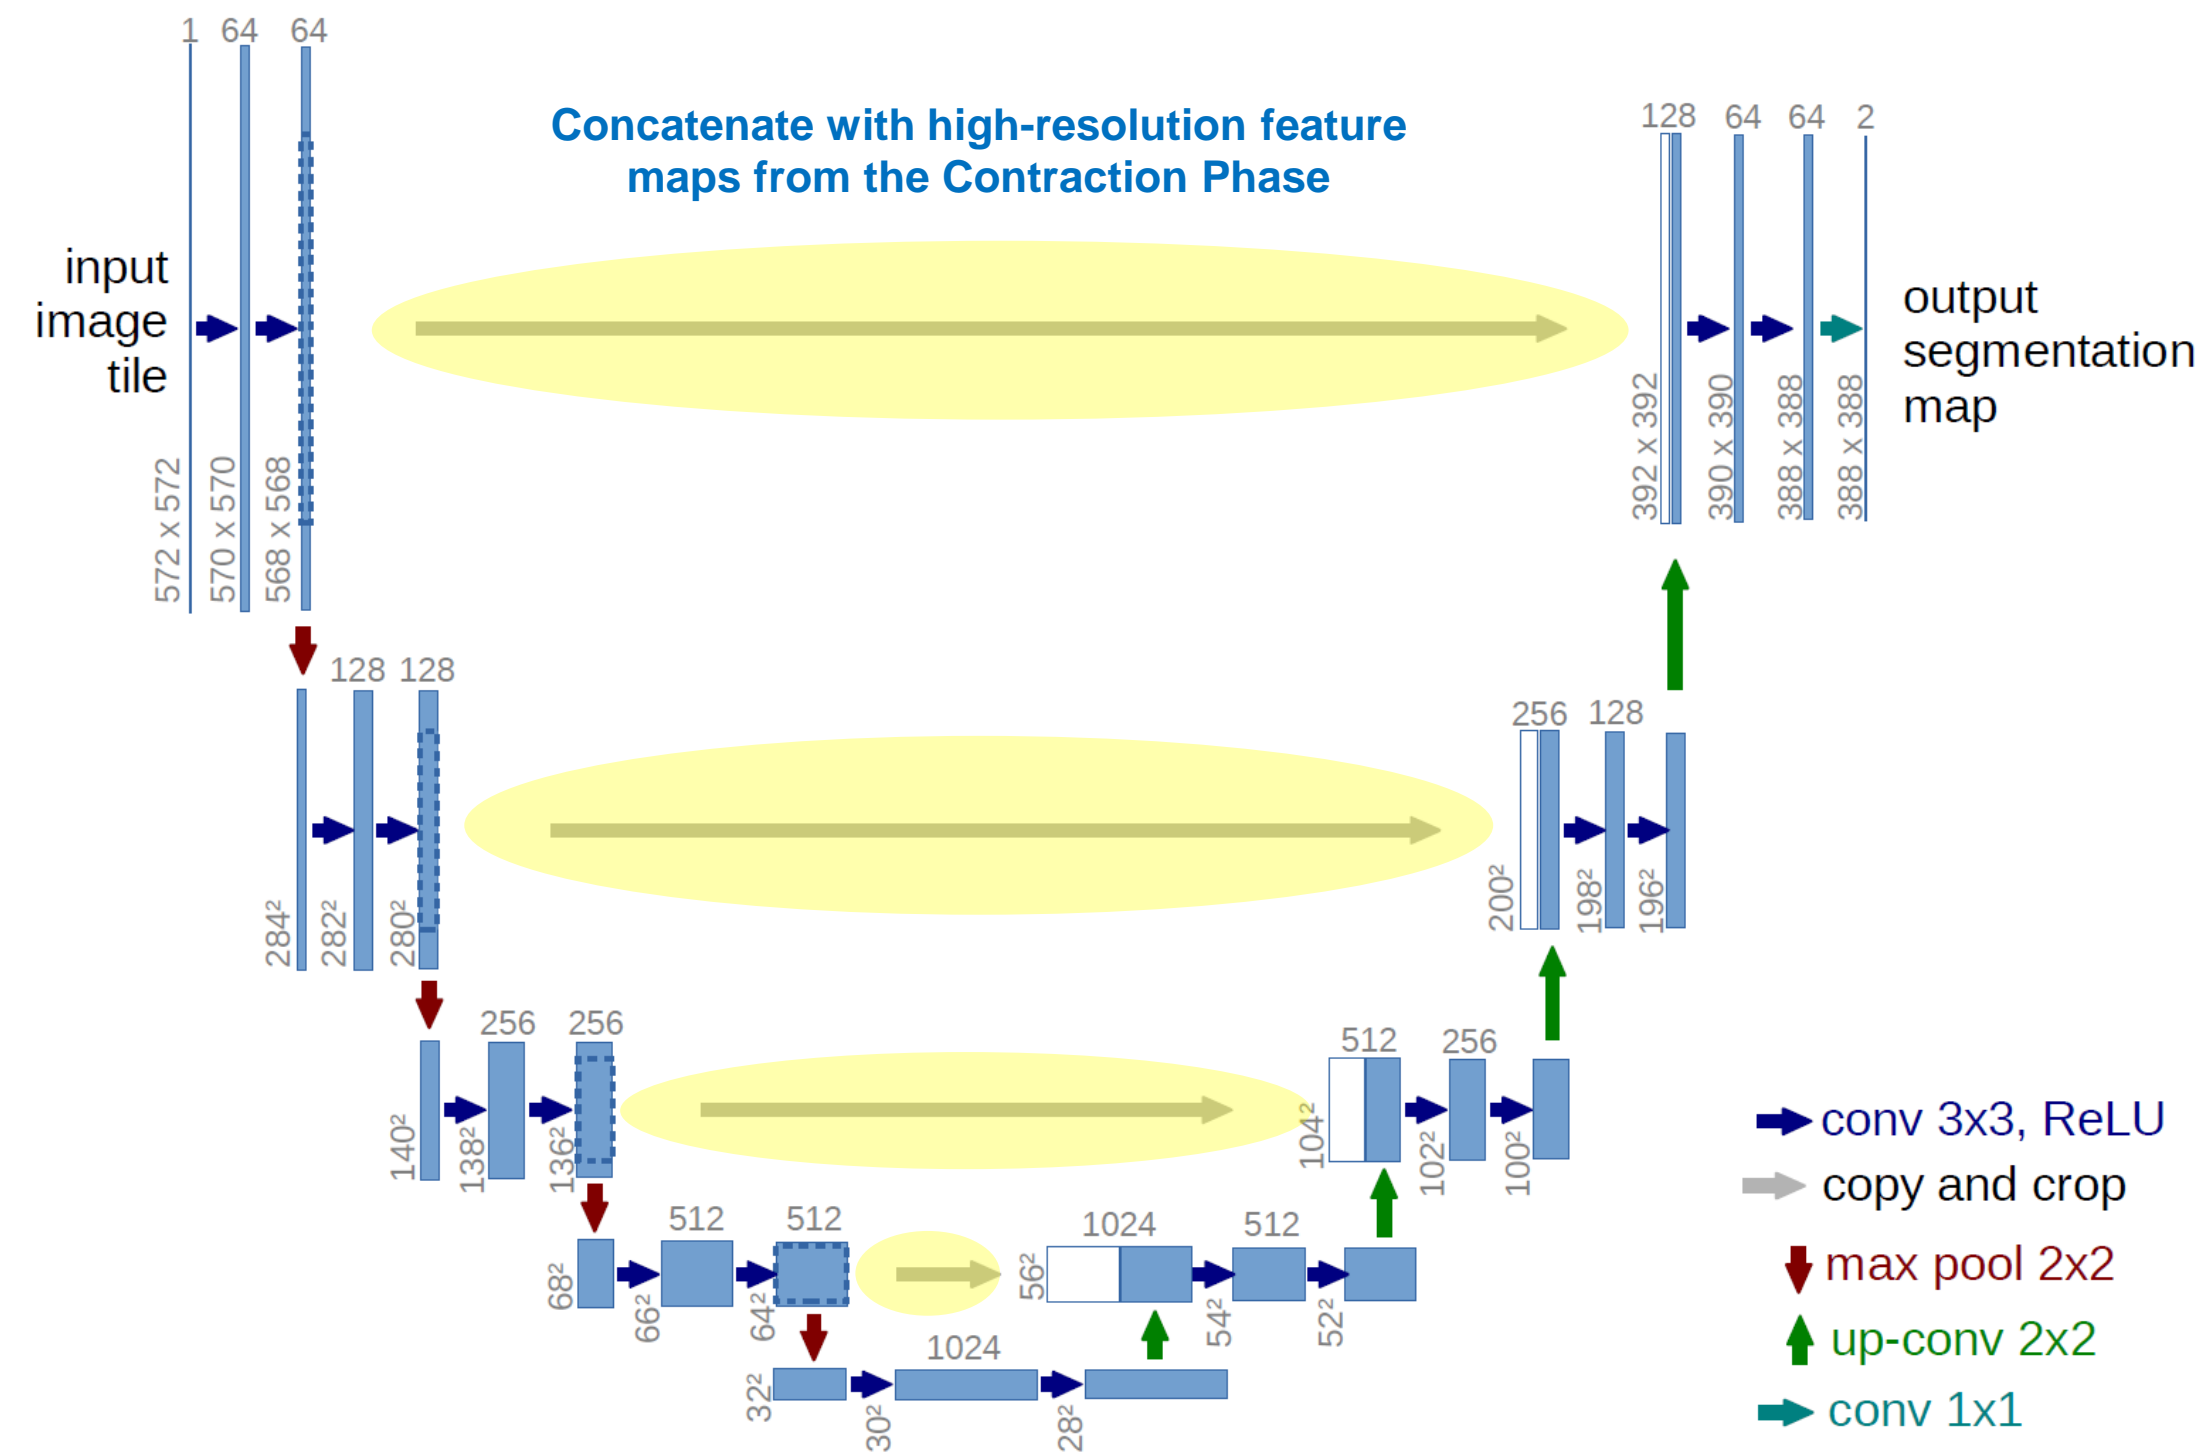 1 64 64
Concatenate with high-resolution feature
maps from the Contraction Phase
128 64 64 2
input
image
tile
output
segmentation
map
572 x 572
570 x 570
568 x 568
392 x 392
390 x 390
388 x 388
388 x 388
128 128
256 128
284²
282²
280²
200²
198²
196²
256 256
512 256
140²
138²
136²
104²
102²
100²
512 512
1024 512
68²
66²
64²
56²
54²
52²
1024
32²
30²
28²
conv 3x3, ReLU
copy and crop
max pool 2x2
up-conv 2x2
conv 1x1